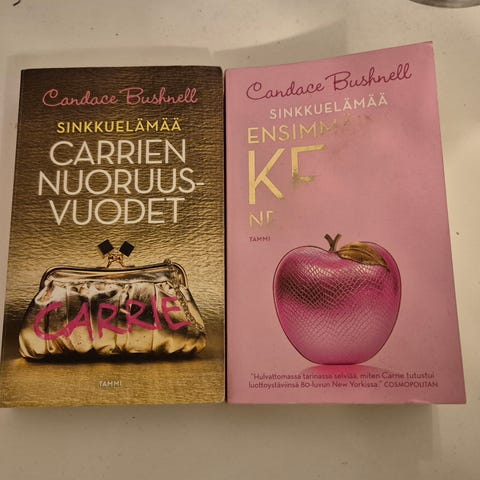 Candace Bushnell
SINKKUELÄMÄÄ
CARRIEN
NUORUUS-
VUODET
CARRIE
TAMMI
Candace Bushnell
SINKKUELÄMÄÄ
TAMMI
"Hulvattomassa tarinassa selviää, miten Carrie tutustui
luottoystäviinsä 80-luvun New Yorkissa." COSMOPOLITAN